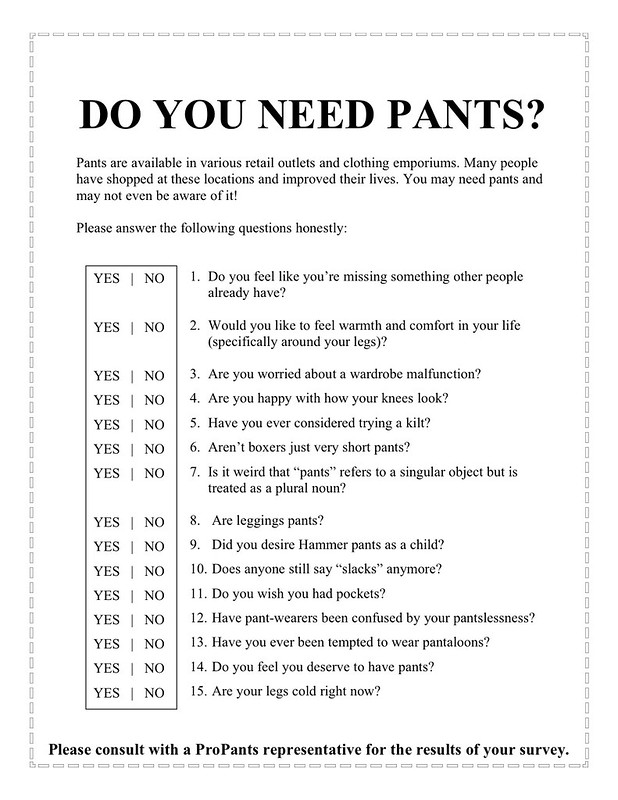 DO YOU NEED PANTS?
Pants are available in various retail outlets and clothing emporiums. Many people
have shopped at these locations and improved their lives. You may need pants and
may not even be aware of it!
Please answer the following questions honestly:
YES | NO 1. Do you feel like you’re missing something other people
already have?
YES | NO 2. Would you like to feel warmth and comfort in your life
(specifically around your legs)?
YES | NO 3. Are you worried about a wardrobe malfunction?
YES | NO 4. Are you happy with how your knees look?
YES | NO 5. Have you ever considered trying a kilt?
YES | NO 6. Aren’t boxers just very short pants?
YES | NO 7. Is it weird that “pants” refers to a singular object but is
treated as a plural noun?
YES | NO 8. Are leggings pants?
YES | NO 9. Did you desire Hammer pants as a child?
YES | NO 10. Does anyone still say “slacks” anymore?
YES | NO 11. Do you wish you had pockets?
YES | NO 12. Have pant-wearers been confused by your pantslessness?
YES | NO 13. Have you ever been tempted to wear pantaloons?
YES | NO 14. Do you feel you deserve to have pants?
YES | NO 15. Are your legs cold right now?
Please consult with a ProPants representative for the results of your survey.